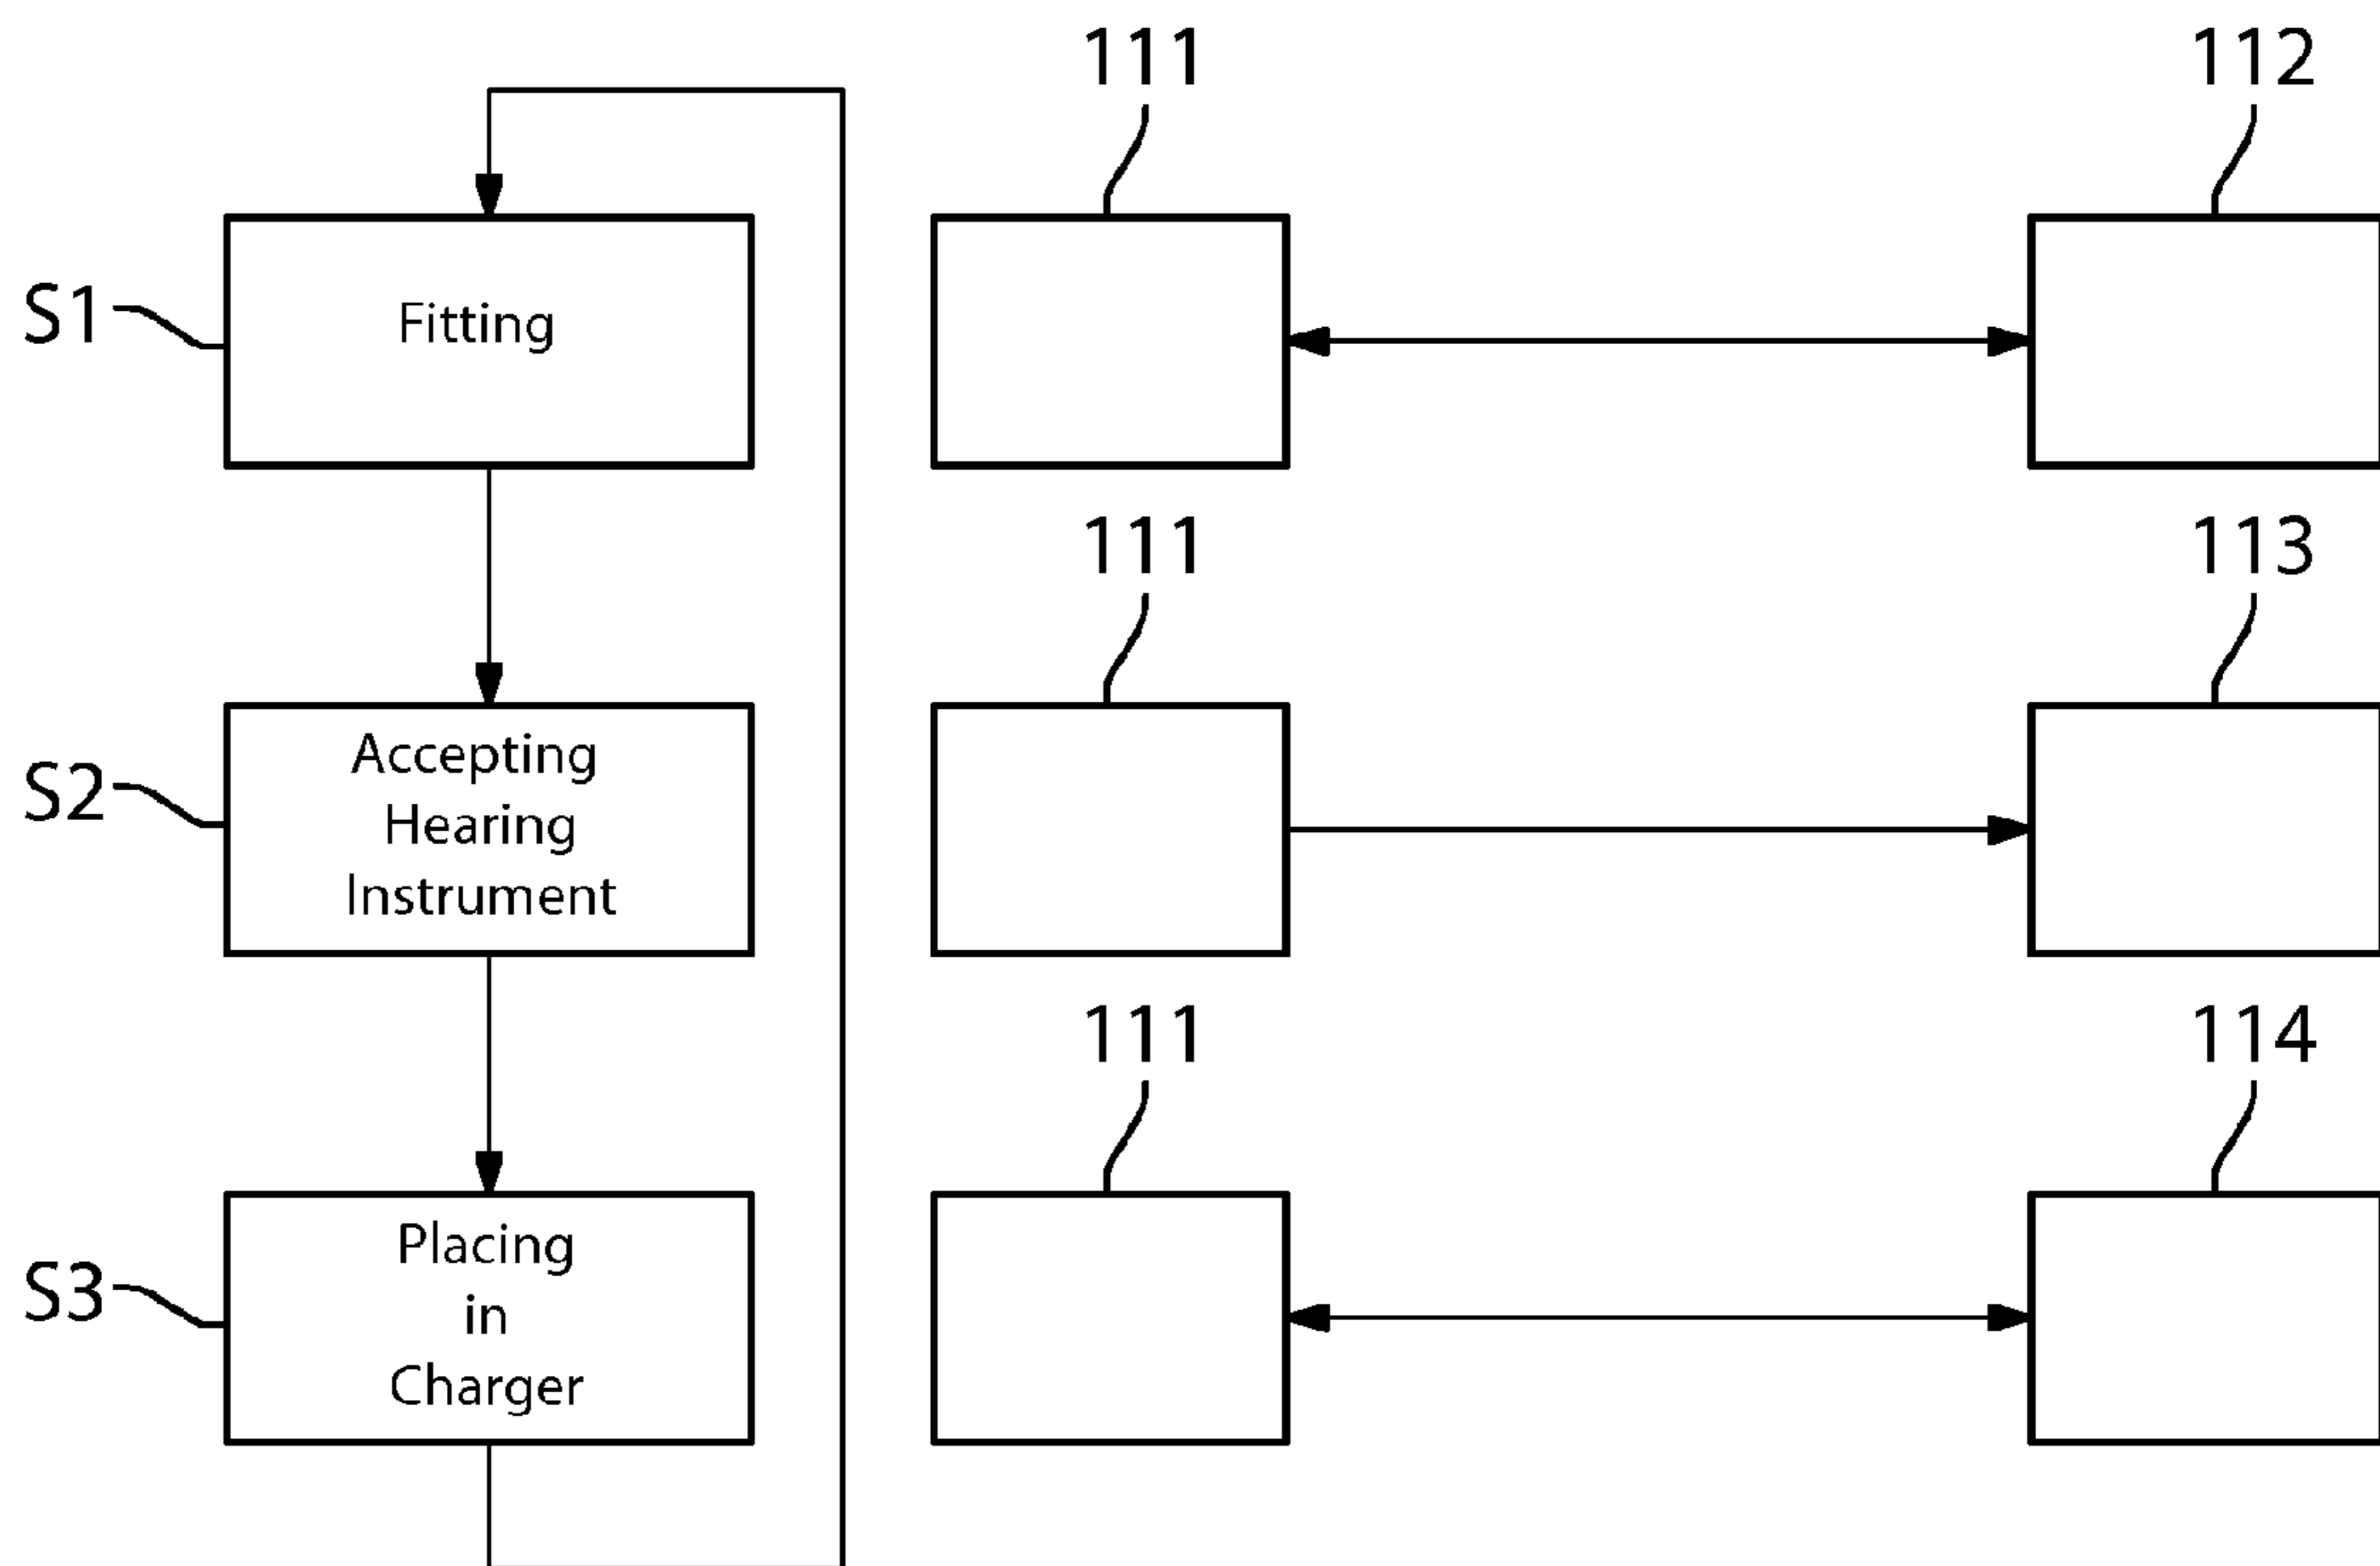 111
112
S1
Fitting
111
113
S2
Accepting
Hearing
Instrument
111
114
S3
Placing
in
Charger